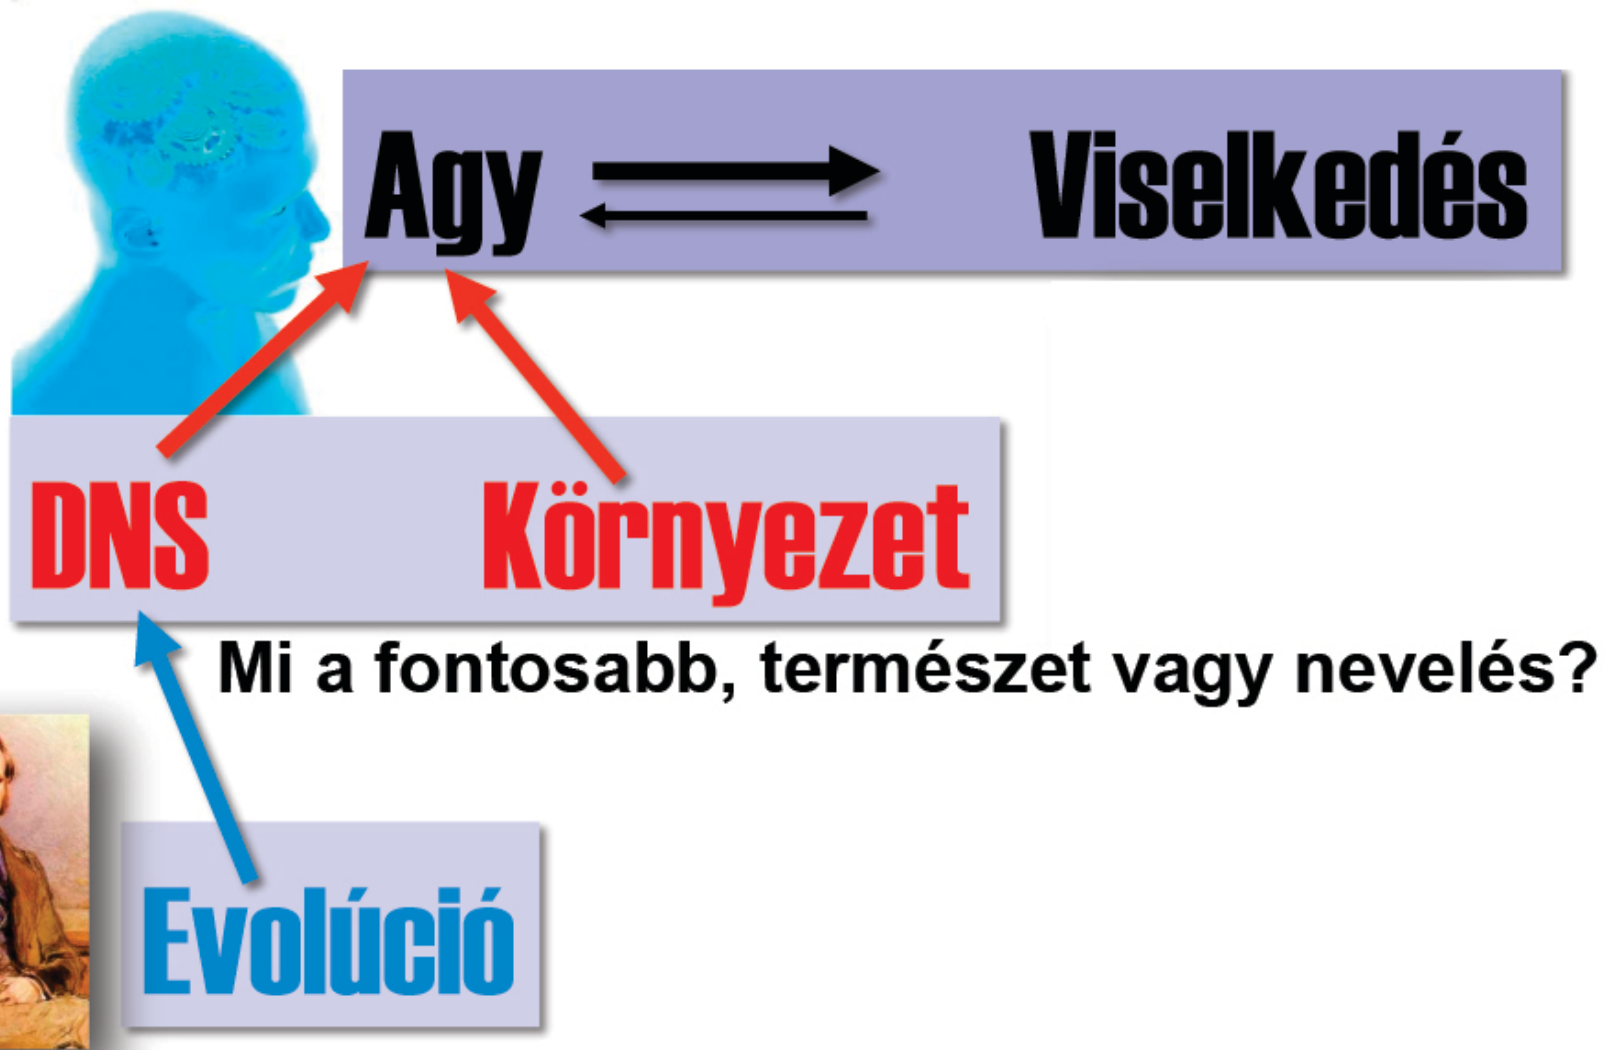 Agy Viselkedés
DNS Környezet
Mi a fontosabb, természet vagy nevelés?
Evolúció